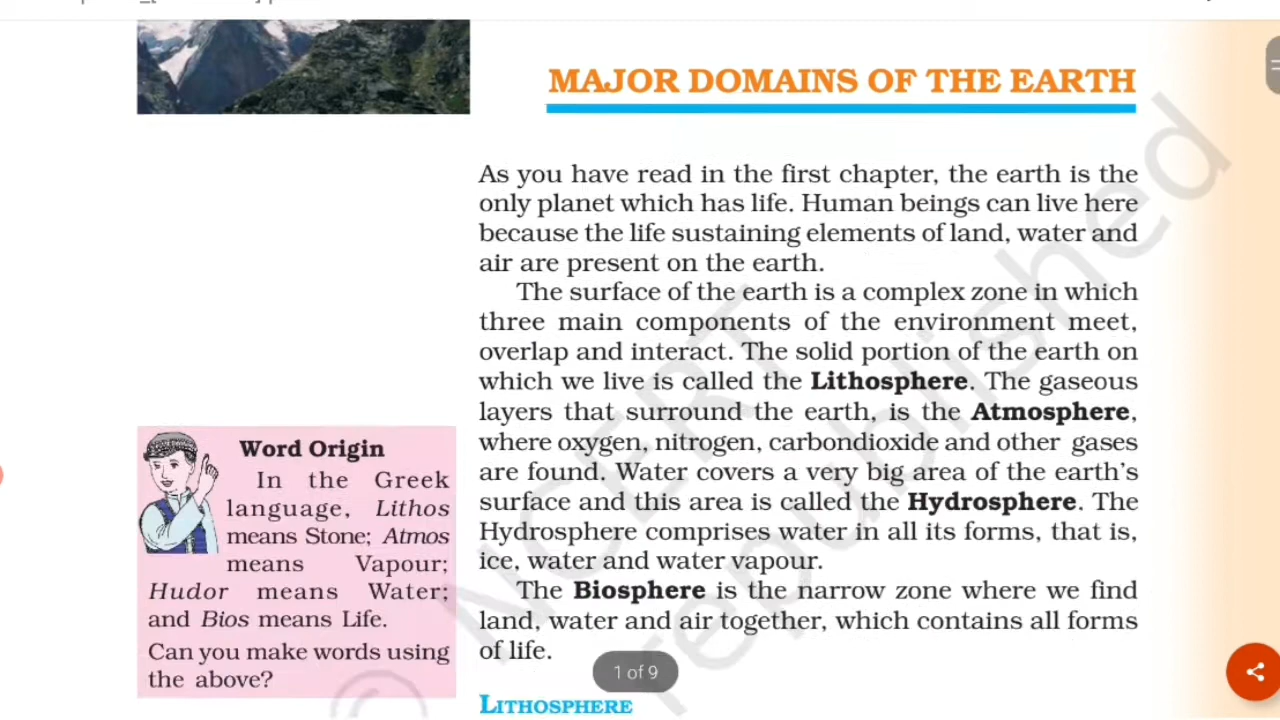 MAJOR DOMAINS OF THE EARTH
As you have read in the first chapter, the earth is the
only planet which has life. Human beings can live here
because the life sustaining elements of land, water and
air are present on the earth.
The surface of the earth is a complex zone in which
three main components of the environment meet,
overlap and interact. The solid portion of the earth on
which we live is called the Lithosphere. The gaseous
layers that surround the earth, is the Atmosphere,
where oxygen, nitrogen, carbondioxide and other gases
are found. Water covers a very big area of the earth's
surface and this area is called the Hydrosphere. The
Hydrosphere comprises water in all its forms, that is,
ice, water and water vapour.
The Biosphere is the narrow zone where we find
land, water and air together, which contains all forms
of life.
LITHOSPHERE
Word Origin
In the Greek
language, Lithos
means Stone; Atmos
means Vapour;
Hudor means Water;
and Bios means Life.
Can you make words using
the above?
1 of 9
NCERT
republished